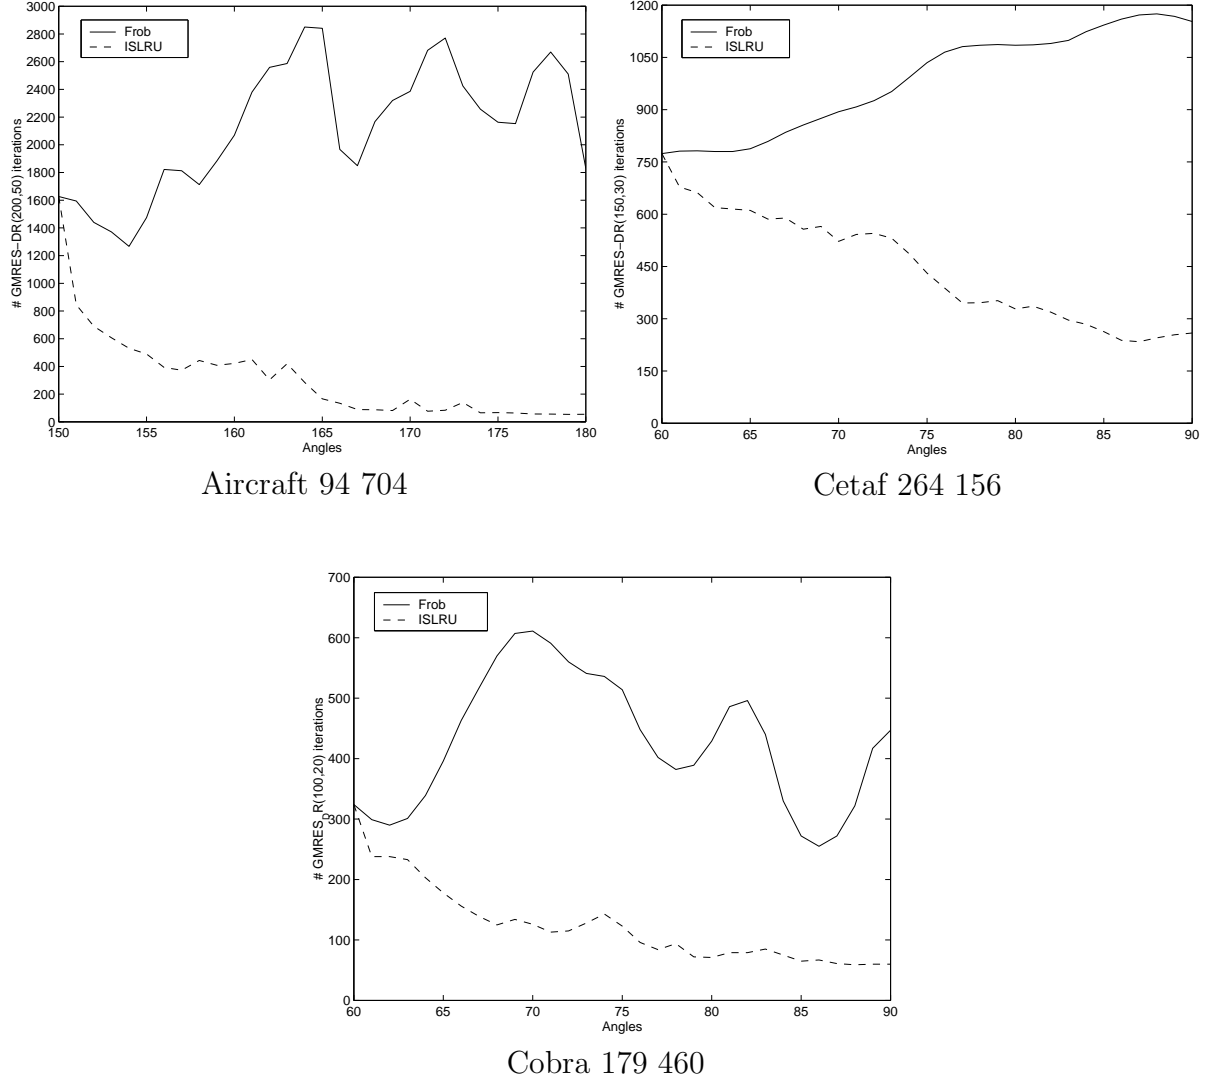 # GMRES-DR(200,50) iterations
3000
2800
2600
2400
2200
2000
1800
1600
1400
1200
1000
800
600
400
200
0
Frob
ISLRU
150 155 160 165 170 175 180
Angles
Aircraft 94 704
# GMRES-DR(150,30) iterations
1200
1050
900
750
600
450
300
150
0
Frob
ISLRU
60 65 70 75 80 85 90
Angles
Cetaf 264 156
# GMRES_DR(100,20) iterations
700
600
500
400
300
200
100
0
Frob
ISLRU
60 65 70 75 80 85 90
Angles
Cobra 179 460